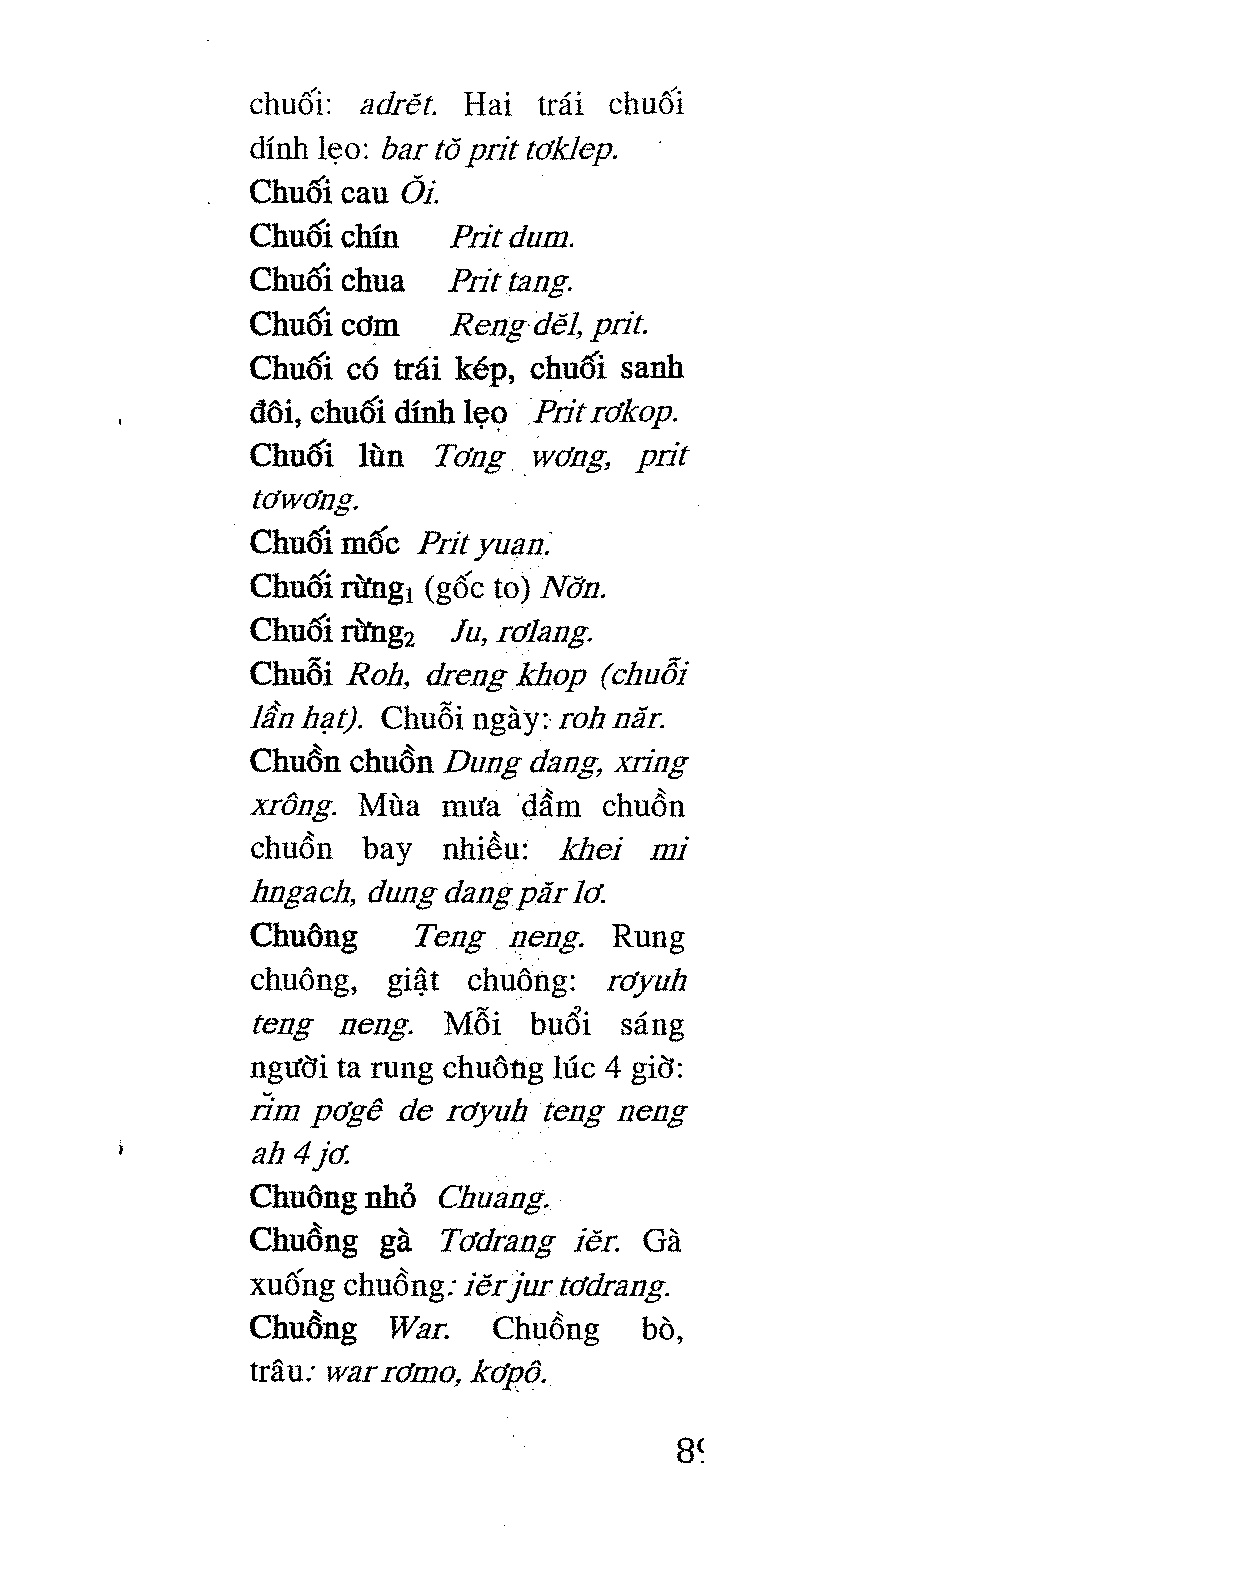 chuối: adrĕt. Hai trái chuối
dính lẹo: bar tŏ prit tơklep.
Chuối cau Ŏi.
Chuối chín Prit dum.
Chuối chua Prit tang.
Chuối cơm Reng dĕl, prit.
Chuối có trái kép, chuối sanh
đôi, chuối dính lẹo Prit rơkop.
Chuối lùn Tơng wơng, prit
tơwơng.
Chuối mốc Prit yuan.
Chuối rừng₁ (gốc to) Nơ̆n.
Chuối rừng₂ Ju, rơlang.
Chuỗi Roh, dreng khop (chuỗi
lần hạt). Chuỗi ngày: roh năr.
Chuồn chuồn Dung dang, xring
xrông. Mùa mưa dầm chuồn
chuồn bay nhiều: khei mi
hngach, dung dang păr lơ.
Chuông Teng neng. Rung
chuông, giật chuông: rơyuh
teng neng. Mỗi buổi sáng
người ta rung chuông lúc 4 giờ:
rĭm pơgê de rơyuh teng neng
ah 4 jơ.
Chuông nhỏ Chuang.
Chuồng gà Tơdrang iĕr. Gà
xuống chuồng: iĕr jur tơdrang.
Chuồng War. Chuồng bò,
trâu: war rơmo, kơpô.
89